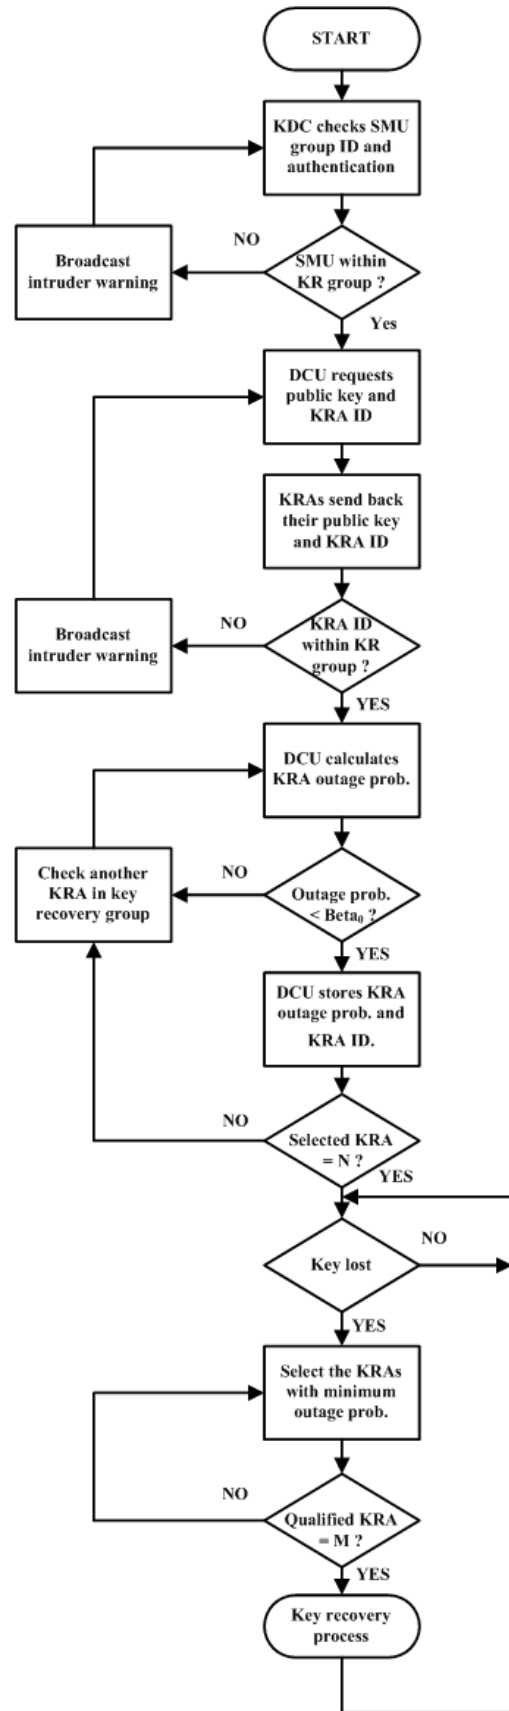 START
KDC checks SMU
group ID and
authentication
NO
Broadcast
intruder warning
SMU within
KR group ?
Yes
DCU requests
public key and
KRA ID
KRAs send back
their public key
and KRA ID
NO
Broadcast
intruder warning
KRA ID
within KR
group ?
YES
DCU calculates
KRA outage prob.
Check another
KRA in key
recovery group
NO
Outage prob.
< Beta₀ ?
YES
DCU stores KRA
outage prob. and
KRA ID.
NO
Selected KRA
= N ?
YES
Key lost
NO
YES
Select the KRAs
with minimum
outage prob.
NO
Qualified KRA
= M ?
YES
Key recovery
process